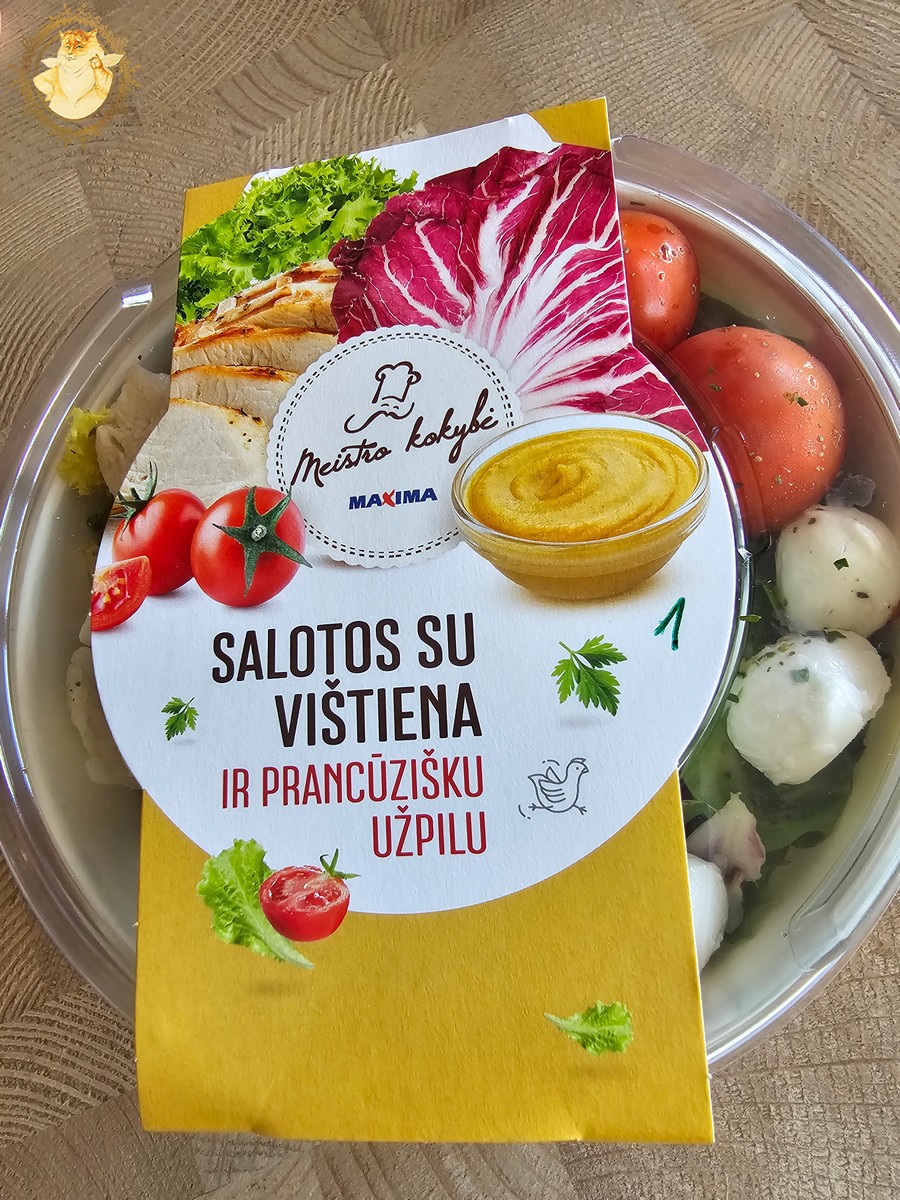 Meistro kokybė
MAXIMA
1
SALOTOS SU
VIŠTIENA
IR PRANCŪZIŠKU
UŽPILU